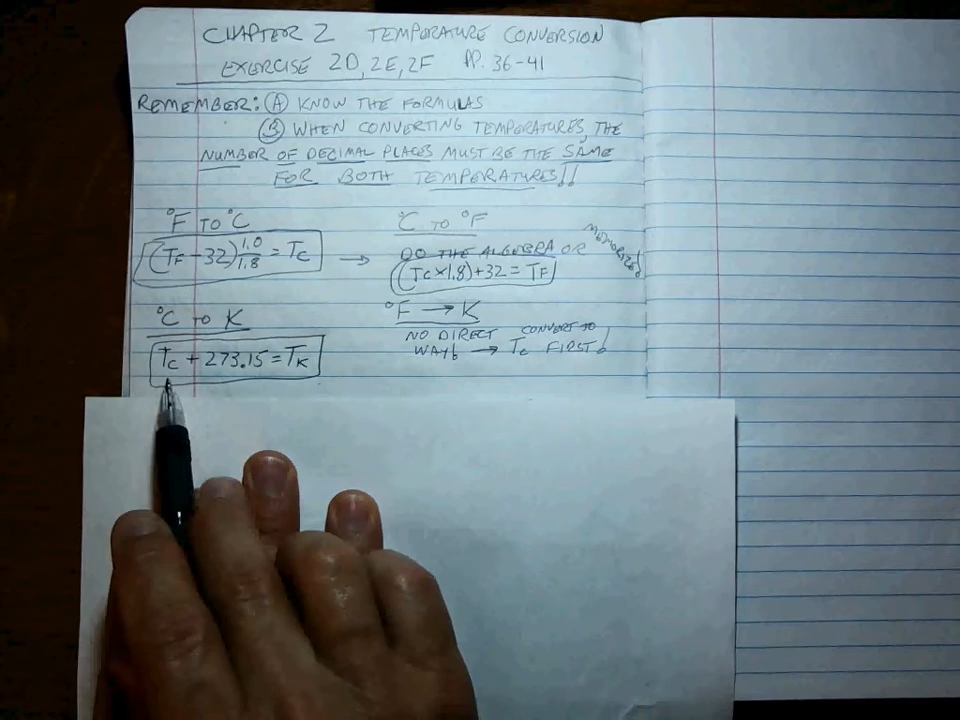 CHAPTER 2 TEMPERATURE CONVERSION
EXERCISE 2D, 2E, 2F PP. 36-41
REMEMBER: Ⓐ KNOW THE FORMULAS
Ⓑ WHEN CONVERTING TEMPERATURES, THE
NUMBER OF DECIMAL PLACES MUST BE THE SAME
FOR BOTH TEMPERATURES!!
°F TO °C
(TF - 32) 1.0/1.8 = TC →
°C TO °F
DO THE ALGEBRA OR
(TC × 1.8) + 32 = TF
MEMORIZE!
°C TO K
TC + 273.15 = TK
°F → K
NO DIRECT WAY! → CONVERT TO
TC FIRST!